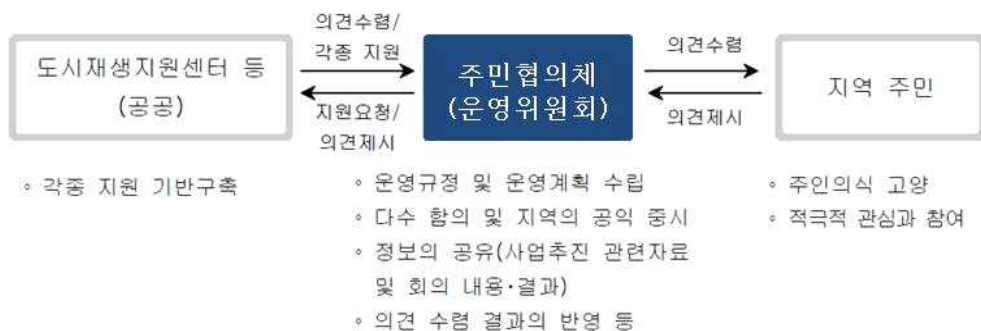 의견수렴/
각종 지원
도시재생지원센터 등
(공공)
지원요청/
의견제시
주민협의체
(운영위원회)
의견수렴
의견제시
지역 주민
◦ 각종 지원 기반구축
◦ 운영규정 및 운영계획 수립
◦ 다수 합의 및 지역의 공익 중시
◦ 정보의 공유(사업추진 관련자료
및 회의 내용·결과)
◦ 의견 수렴 결과의 반영 등
◦ 주인의식 고양
◦ 적극적 관심과 참여